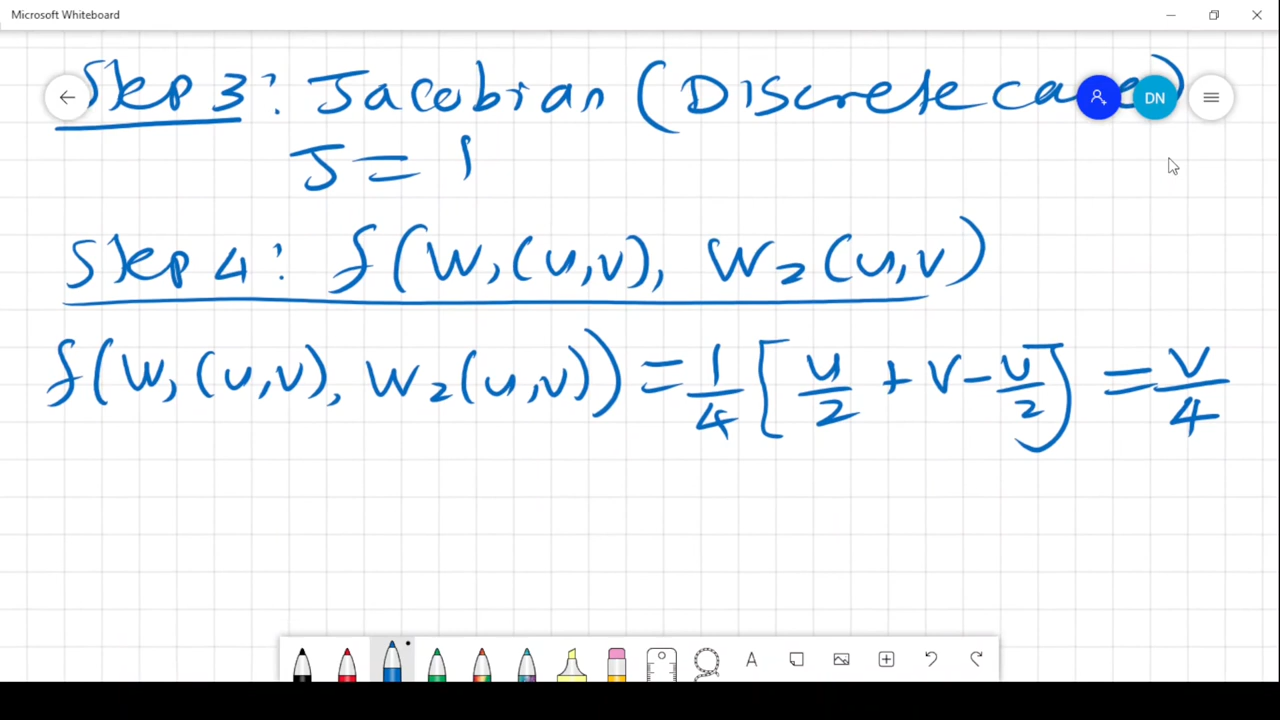 Microsoft Whiteboard
Step 3: Jacobian (Discrete case)
DN
J = 1
Step 4: f(W₁(u,v), W₂(u,v)
f(W₁(u,v), W₂(u,v)) = 1/4 [u/2 + v - u/2] = v/4
A